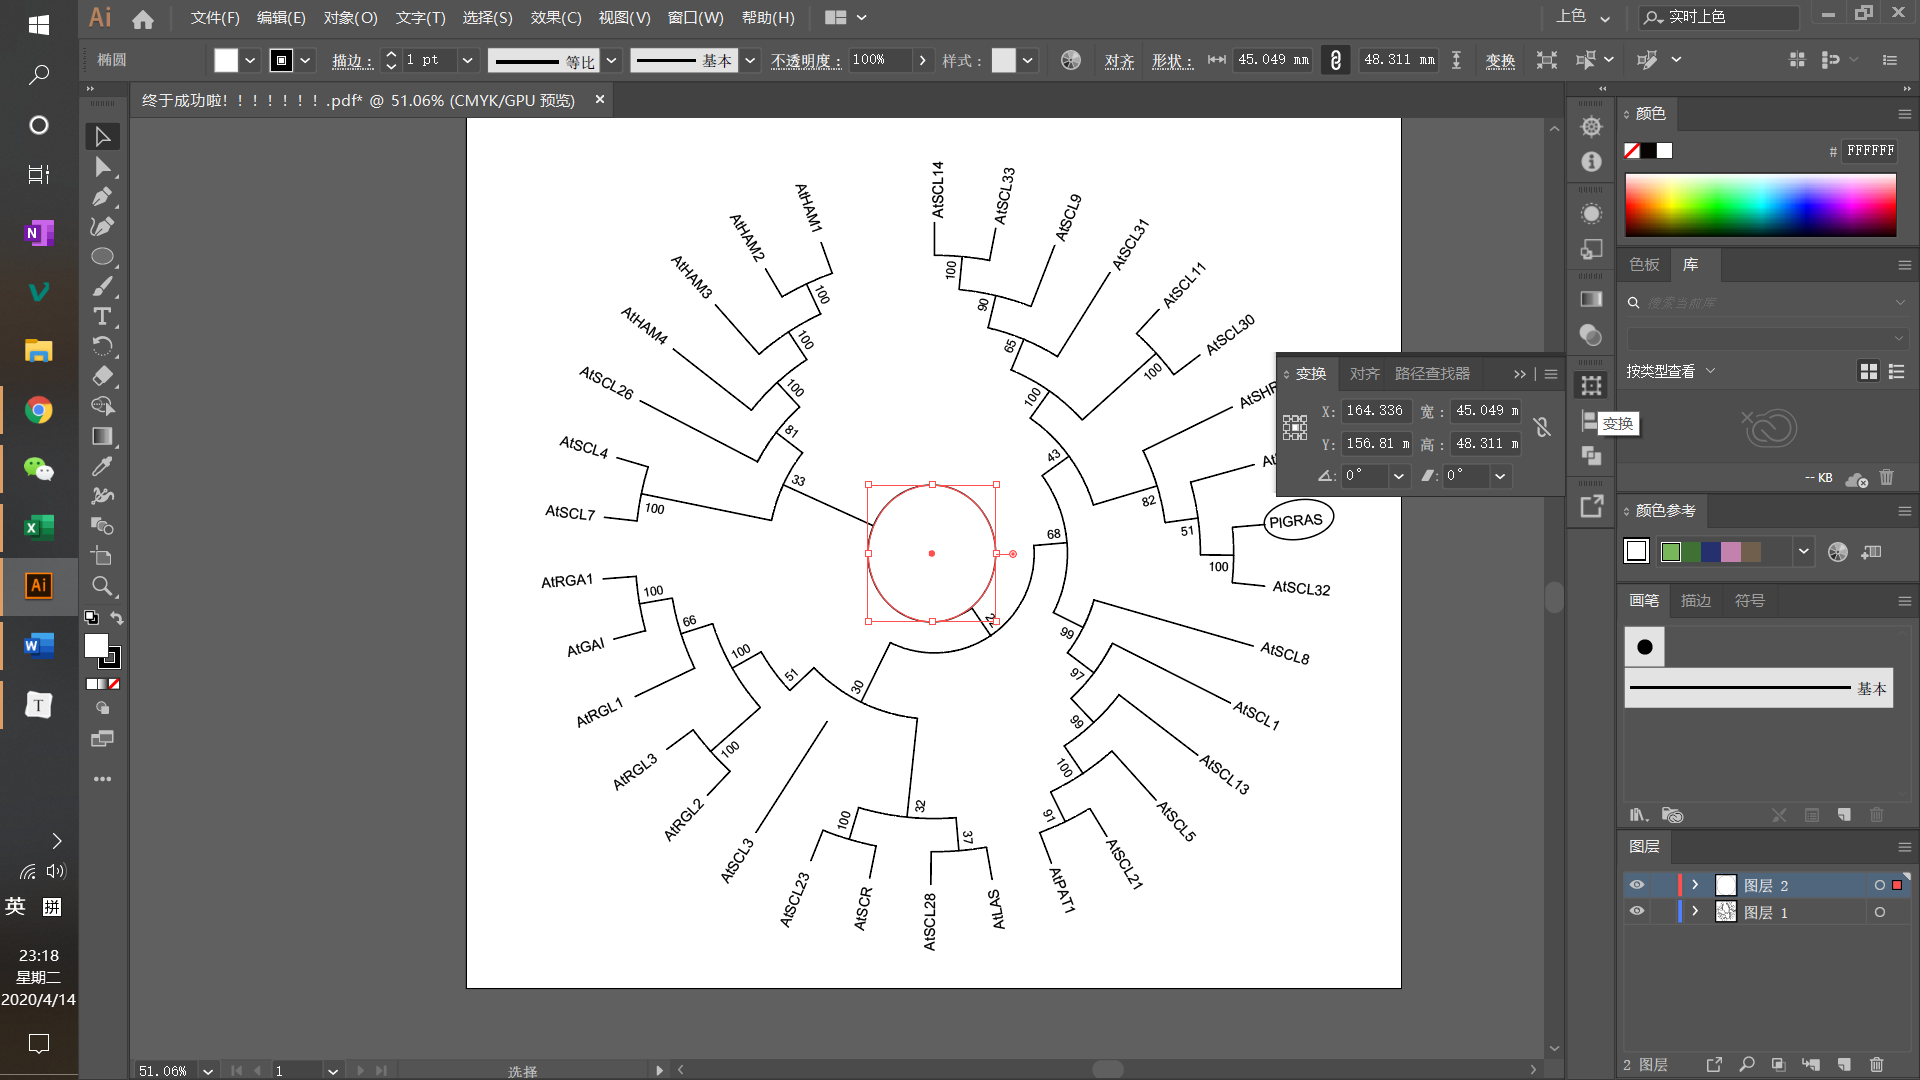 Ai 文件(F) 编辑(E) 对象(O) 文字(T) 选择(S) 效果(C) 视图(V) 窗口(W) 帮助(H) 上色 实时上色
椭圆 描边： 1 pt 等比 基本 不透明度： 100% 样式： 对齐 形状： 45.049 mm 48.311 mm 变换
终于成功啦！！！！！！！.pdf* @ 51.06% (CMYK/GPU 预览) ×
AtHAM1
AtHAM2
AtHAM3
AtHAM4
AtSCL26
AtSCL4
AtSCL7
AtRGA1
AtGAI
AtRGL1
AtRGL3
AtRGL2
AtSCL3
AtSCL23
AtSCR
AtSCL28
AtLAS
AtPAT1
AtSCL21
AtSCL5
AtSCL13
AtSCL1
AtSCL8
AtSCL32
PIGRAS
AtSHR
AtSCL30
AtSCL11
AtSCL31
AtSCL9
AtSCL33
AtSCL14
100
100
100
81
33
100
100
66
100
51
100
30
100
32
37
22
68
43
100
65
90
100
100
82
51
100
99
97
99
100
91
变换 对齐 路径查找器
X: 164.336 宽: 45.049 m
Y: 156.81 m 高: 48.311 m
0° 0°
变换
颜色
# FFFFFF
色板 库
搜索当前库
按类型查看
-- KB
颜色参考
画笔 描边 符号
基本
图层
图层 2
图层 1
2 图层
51.06% 1 选择
N
X
Ai
W
T
英 拼
23:18
星期二
2020/4/14